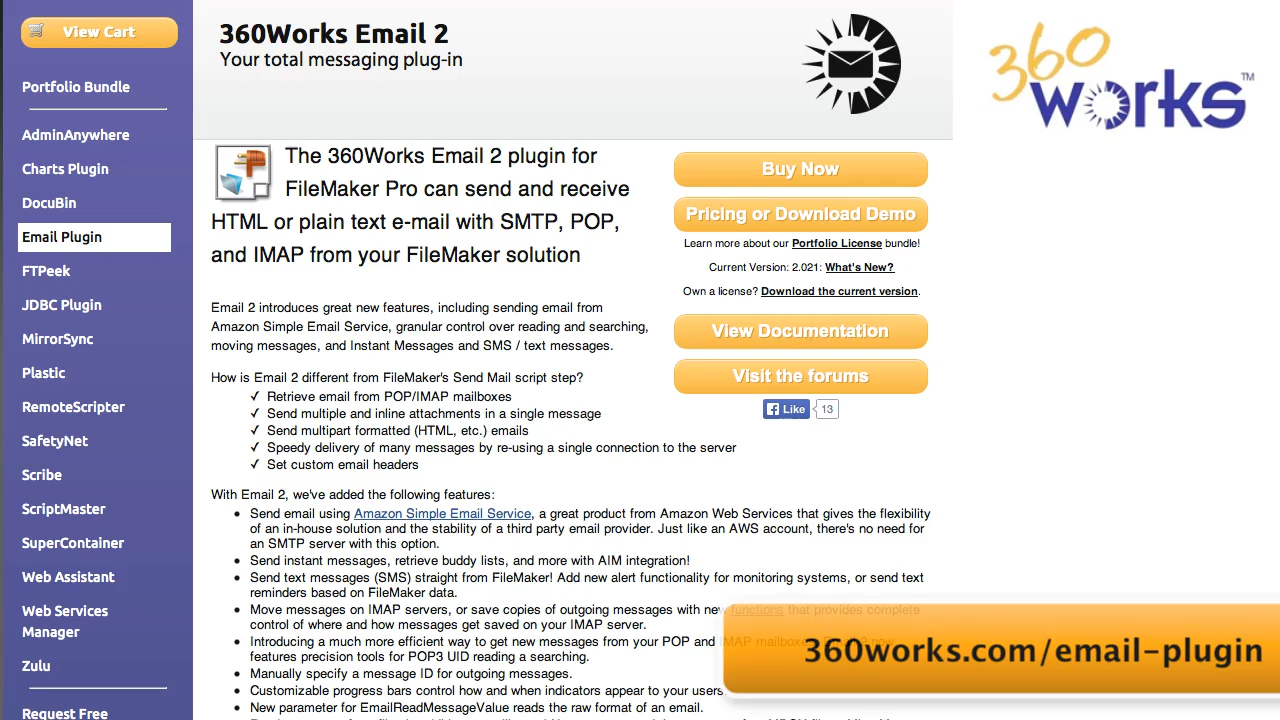 View Cart
Portfolio Bundle
AdminAnywhere
Charts Plugin
DocuBin
Email Plugin
FTPeek
JDBC Plugin
MirrorSync
Plastic
RemoteScripter
SafetyNet
Scribe
ScriptMaster
SuperContainer
Web Assistant
Web Services
Manager
Zulu
Request Free
360Works Email 2
Your total messaging plug-in
360
works™
The 360Works Email 2 plugin for
FileMaker Pro can send and receive
HTML or plain text e-mail with SMTP, POP,
and IMAP from your FileMaker solution
Buy Now
Pricing or Download Demo
Learn more about our Portfolio License bundle!
Current Version: 2.021: What's New?
Own a license? Download the current version.
View Documentation
Visit the forums
Like 13
Email 2 introduces great new features, including sending email from
Amazon Simple Email Service, granular control over reading and searching,
moving messages, and Instant Messages and SMS / text messages.
How is Email 2 different from FileMaker's Send Mail script step?
✓ Retrieve email from POP/IMAP mailboxes
✓ Send multiple and inline attachments in a single message
✓ Send multipart formatted (HTML, etc.) emails
✓ Speedy delivery of many messages by re-using a single connection to the server
✓ Set custom email headers
With Email 2, we've added the following features:
• Send email using Amazon Simple Email Service, a great product from Amazon Web Services that gives the flexibility
of an in-house solution and the stability of a third party email provider. Just like an AWS account, there's no need for
an SMTP server with this option.
• Send instant messages, retrieve buddy lists, and more with AIM integration!
• Send text messages (SMS) straight from FileMaker! Add new alert functionality for monitoring systems, or send text
reminders based on FileMaker data.
• Move messages on IMAP servers, or save copies of outgoing messages with new functions that provides complete
control of where and how messages get saved on your IMAP server.
• Introducing a much more efficient way to get new messages from your POP and IMAP mailboxes. Email 2 now
features precision tools for POP3 UID reading a searching.
• Manually specify a message ID for outgoing messages.
• Customizable progress bars control how and when indicators appear to your users
• New parameter for EmailReadMessageValue reads the raw format of an email.
360works.com/email-plugin